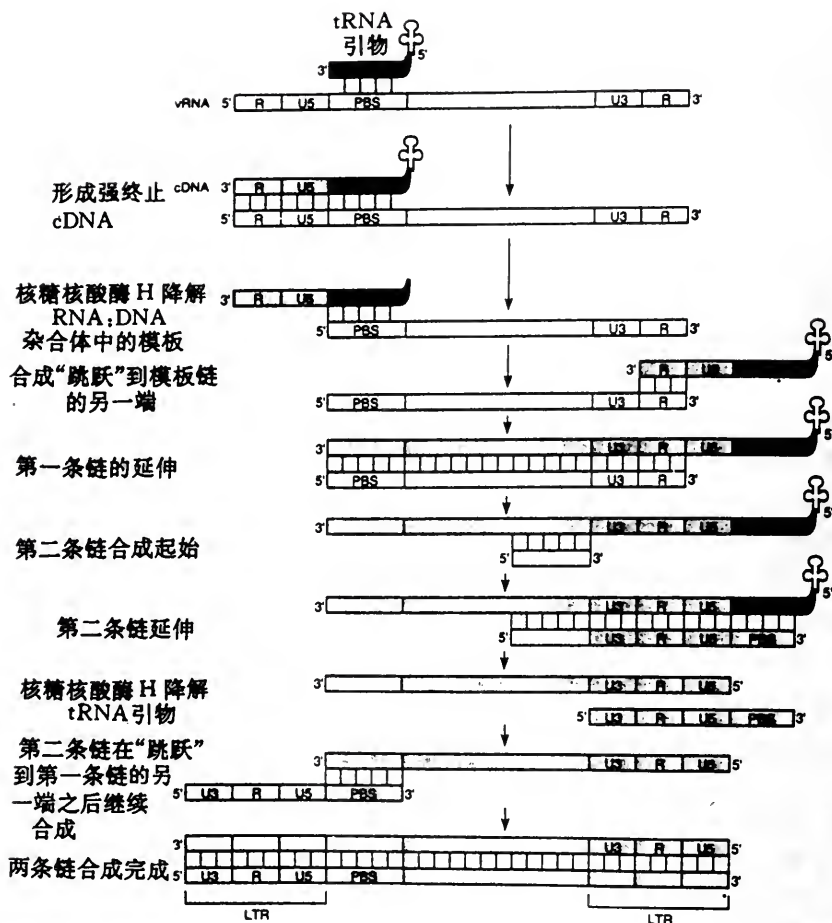 tRNA
引物
3' 5'
vRNA 5' R U5 PBS U3 R 3'
形成强终止 cDNA 3' R U5
cDNA 5' R U5 PBS U3 R 3'
核糖核酸酶 H 降解 3' R U5
RNA;DNA 5' PBS U3 R 3'
杂合体中的模板
合成“跳跃”到模板链 3' R U5 5'
的另一端 5' PBS U3 R 3'
第一条链的延伸 3' U3 R U5 5'
5' PBS U3 R 3'
第二条链合成起始 3' U3 R U5 5'
5' 3'
第二条链延伸 3' U3 R U5 5'
5' U3 R U5 PBS 3'
核糖核酸酶 H 降解 3' U3 R U5 5'
tRNA引物 5' U3 R U5 PBS 3'
第二条链在“跳跃”
到第一条链的另 3' U3 R U5 5'
一端之后继续 5' U3 R U5 PBS 3'
合成
两条链合成完成 3' U3 R U5 5'
5' U3 R U5 PBS 3'
LTR LTR